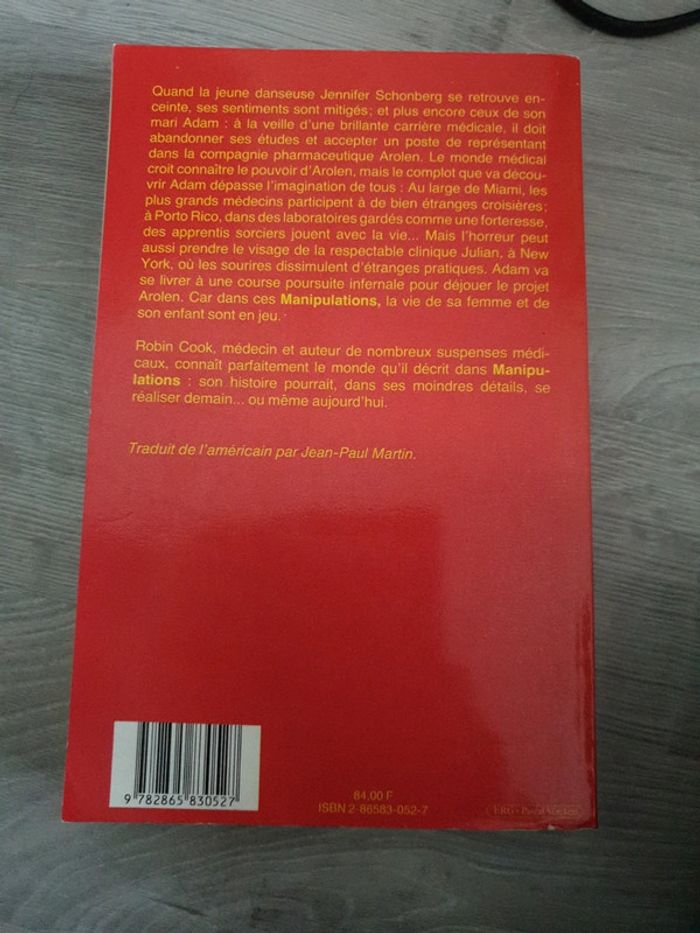 Quand la jeune danseuse Jennifer Schonberg se retrouve en-
ceinte, ses sentiments sont mitigés; et plus encore ceux de son
mari Adam : à la veille d'une brillante carrière médicale, il doit
abandonner ses études et accepter un poste de représentant
dans la compagnie pharmaceutique Arolen. Le monde médical
croit connaître le pouvoir d'Arolen, mais le complot que va décou-
vrir Adam dépasse l'imagination de tous : Au large de Miami, les
plus grands médecins participent à de bien étranges croisières;
à Porto Rico, dans des laboratoires gardés comme une forteresse,
des apprentis sorciers jouent avec la vie... Mais l'horreur peut
aussi prendre le visage de la respectable clinique Julian, à New
York, où les sourires dissimulent d'étranges pratiques. Adam va
se livrer à une course poursuite infernale pour déjouer le projet
Arolen. Car dans ces Manipulations, la vie de sa femme et de
son enfant sont en jeu.
Robin Cook, médecin et auteur de nombreux suspenses médi-
caux, connaît parfaitement le monde qu'il décrit dans Manipu-
lations : son histoire pourrait, dans ses moindres détails, se
réaliser demain... ou même aujourd'hui.
Traduit de l'américain par Jean-Paul Martin.
9 782865 830527
84,00 F
ISBN 2-86583-052-7
ERG -